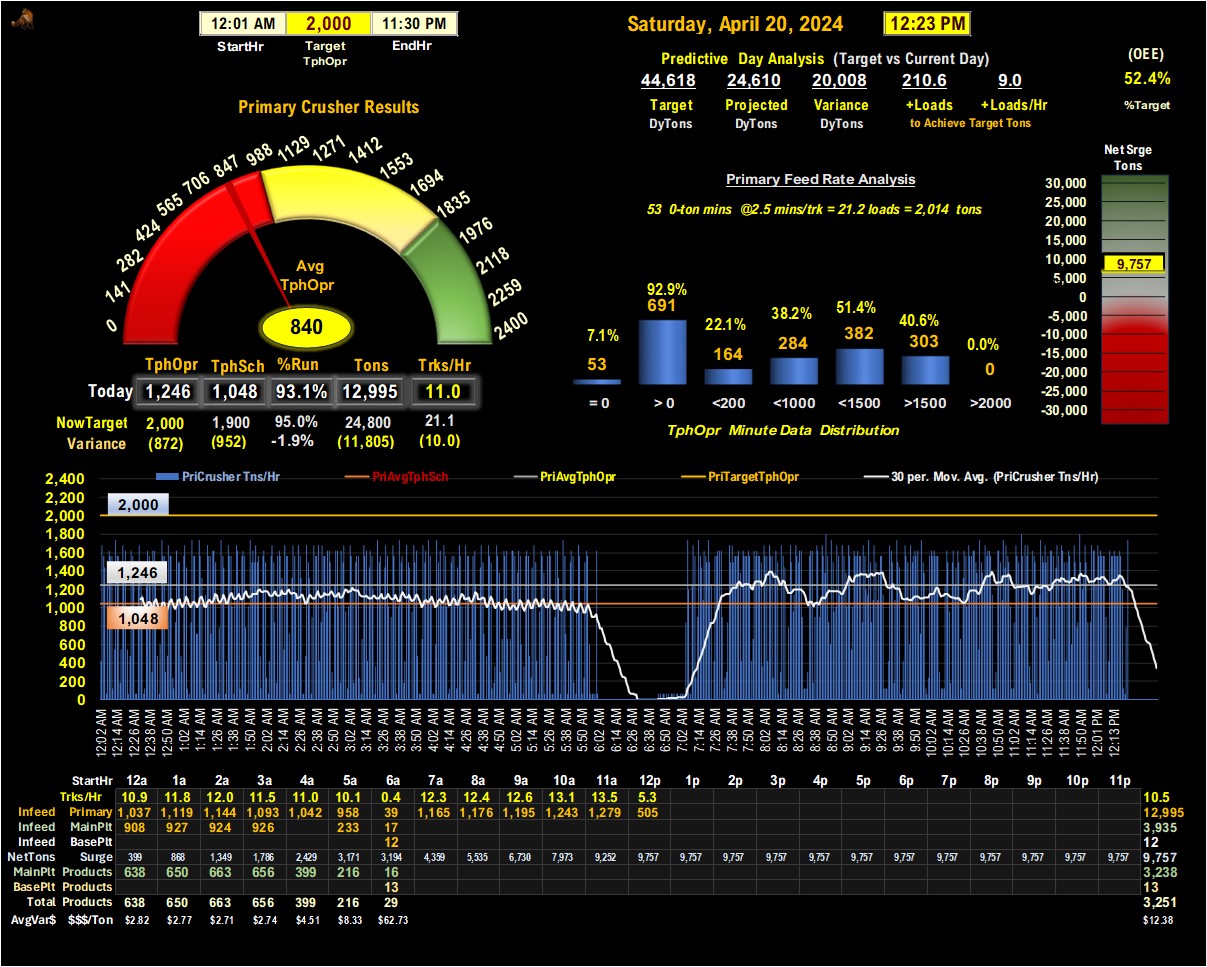 12:01 AM 2,000 11:30 PM
StartHr Target EndHr
TphOpr
Saturday, April 20, 2024 12:23 PM
Predictive Day Analysis (Target vs Current Day)
44,618 24,610 20,008 210.6 9.0
Target Projected Variance +Loads +Loads/Hr
DyTons DyTons DyTons to Achieve Target Tons
(OEE)
52.4%
%Target
Primary Crusher Results
0 141 282 424 565 706 847 988 1129 1271 1412 1553 1694 1835 1976 2118 2259 2400
Avg
TphOpr
840
TphOpr TphSch %Run Tons Trks/Hr
Today 1,246 1,048 93.1% 12,995 11.0
NowTarget 2,000 1,900 95.0% 24,800 21.1
Variance (872) (952) -1.9% (11,805) (10.0)
Primary Feed Rate Analysis
53 0-ton mins @2.5 mins/trk = 21.2 loads = 2,014 tons
7.1% 92.9% 22.1% 38.2% 51.4% 40.6% 0.0%
53 691 164 284 382 303 0
= 0 > 0 <200 <1000 <1500 >1500 >2000
TphOpr Minute Data Distribution
Net Srge
Tons
30,000
25,000
20,000
15,000
10,000
9,757
5,000
0
-5,000
-10,000
-15,000
-20,000
-25,000
-30,000
PriCrusher Tns/Hr PriAvgTphSch PriAvgTphOpr PriTargetTphOpr 30 per. Mov. Avg. (PriCrusher Tns/Hr)
2,400
2,200
2,000
1,800
1,600
1,400
1,200
1,000
800
600
400
200
0
2,000
1,246
1,048
12:02 AM 12:14 AM 12:26 AM 12:38 AM 12:50 AM 1:02 AM 1:14 AM 1:26 AM 1:38 AM 1:50 AM 2:02 AM 2:14 AM 2:26 AM 2:38 AM 2:50 AM 3:02 AM 3:14 AM 3:26 AM 3:38 AM 3:50 AM 4:02 AM 4:14 AM 4:26 AM 4:38 AM 4:50 AM 5:02 AM 5:14 AM 5:26 AM 5:38 AM 5:50 AM 6:02 AM 6:14 AM 6:26 AM 6:38 AM 6:50 AM 7:02 AM 7:14 AM 7:26 AM 7:38 AM 7:50 AM 8:02 AM 8:14 AM 8:26 AM 8:38 AM 8:50 AM 9:02 AM 9:14 AM 9:26 AM 9:38 AM 9:50 AM 10:02 AM 10:14 AM 10:26 AM 10:38 AM 10:50 AM 11:02 AM 11:14 AM 11:26 AM 11:38 AM 11:50 AM 12:01 PM 12:13 PM
StartHr 12a 1a 2a 3a 4a 5a 6a 7a 8a 9a 10a 11a 12p 1p 2p 3p 4p 5p 6p 7p 8p 9p 10p 11p
Trks/Hr 10.9 11.8 12.0 11.5 11.0 10.1 0.4 12.3 12.4 12.6 13.1 13.5 5.3 10.5
Infeed Primary 1,037 1,119 1,144 1,093 1,042 958 39 1,165 1,176 1,195 1,243 1,279 505 12,995
Infeed MainPlt 908 927 924 926 233 17 3,935
Infeed BasePlt 12 12
NetTons Surge 399 868 1,349 1,786 2,429 3,171 3,194 4,359 5,535 6,730 7,973 9,252 9,757 9,757 9,757 9,757 9,757 9,757 9,757 9,757 9,757 9,757 9,757 9,757 9,757
MainPlt Products 638 650 663 656 399 216 16 3,238
BasePlt Products 13 13
Total Products 638 650 663 656 399 216 29 3,251
AvgVar$ $$$/Ton $2.82 $2.77 $2.71 $2.74 $4.51 $8.33 $62.73 $12.38